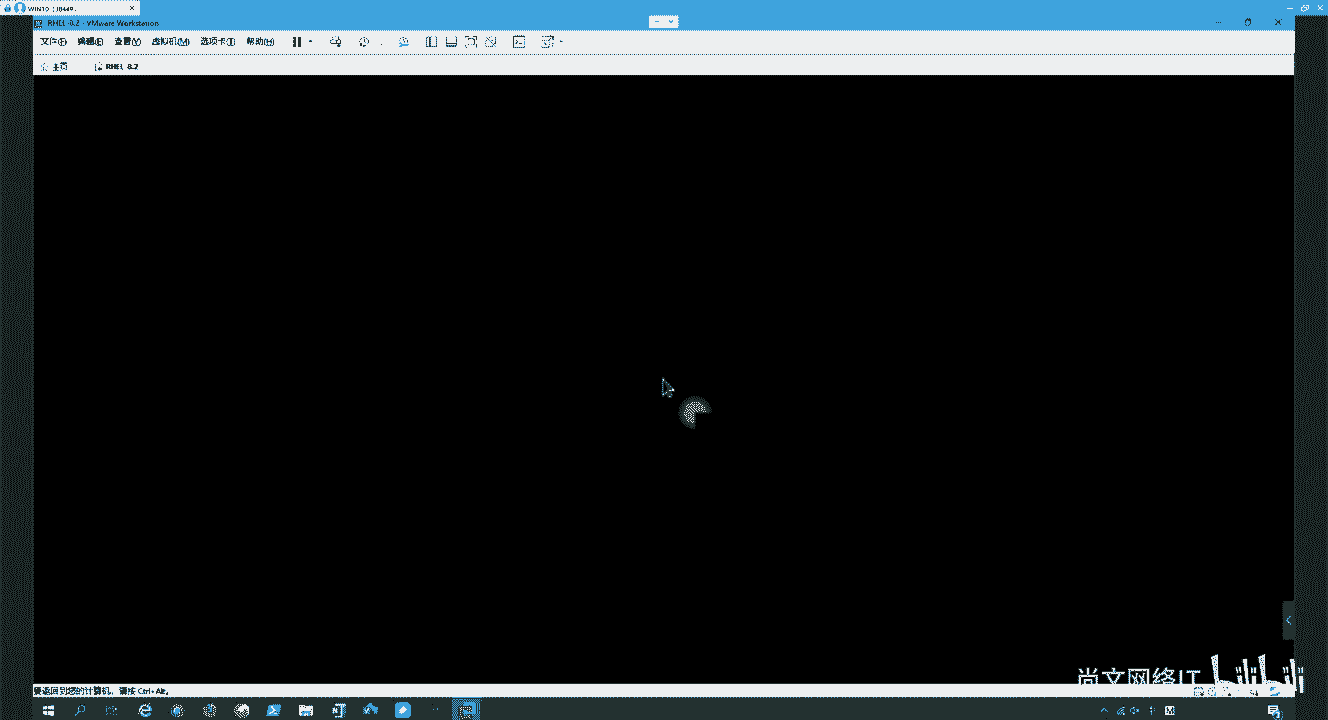 RHEL 8.2 - VMware Workstation
文件(F) 编辑(E) 查看(V) 虚拟机(M) 选项卡(T) 帮助(H)
主页 RHEL 8.2
尚文网络IT bilibili
要返回到您的计算机，请按 Ctrl+Alt。